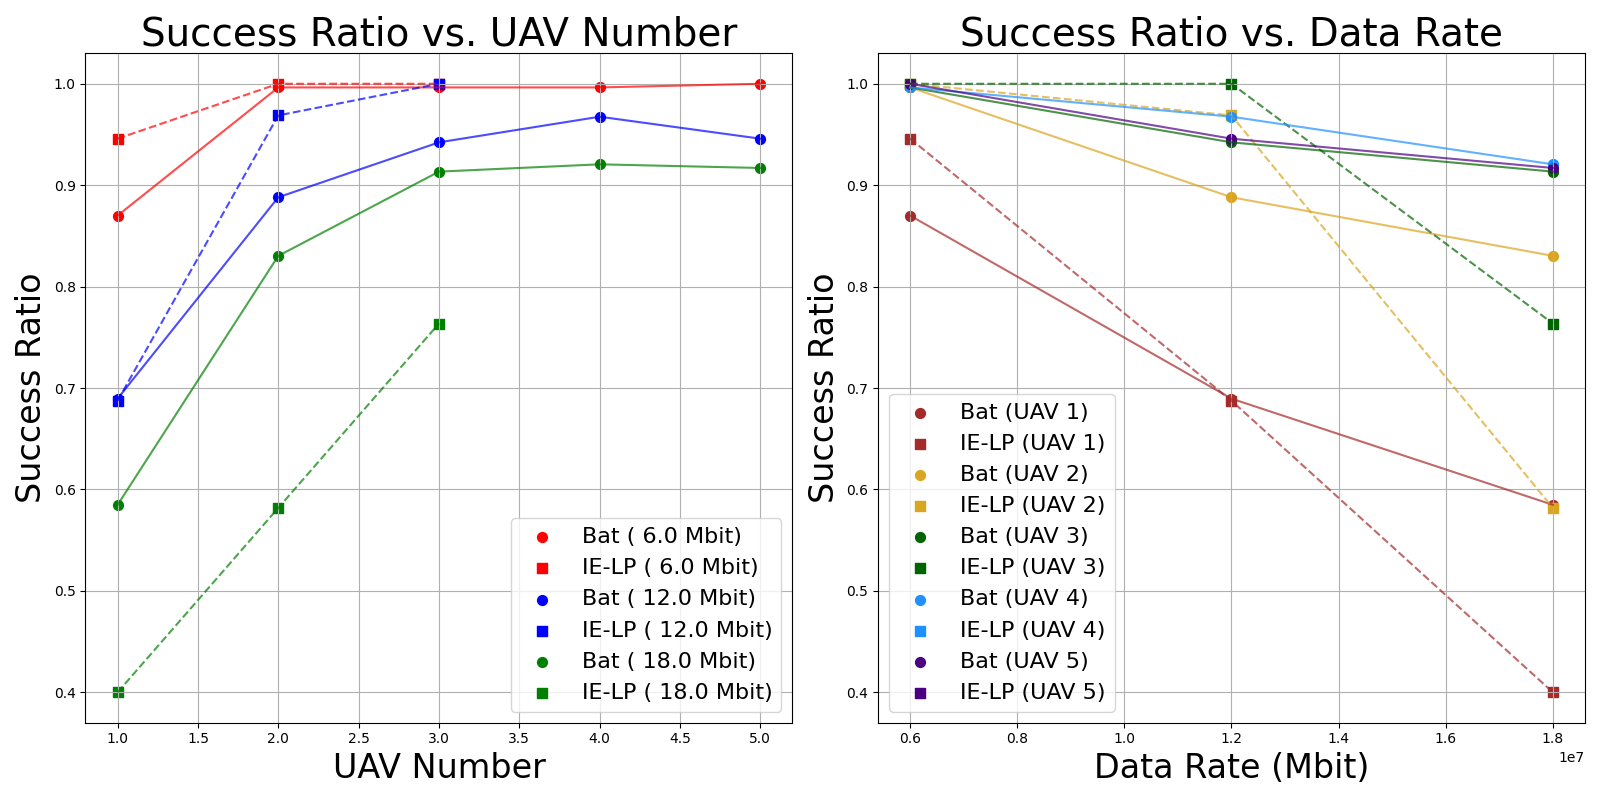 Success Ratio vs. UAV Number
Success Ratio
1.0
0.9
0.8
0.7
0.6
0.5
0.4
Bat ( 6.0 Mbit)
IE-LP ( 6.0 Mbit)
Bat ( 12.0 Mbit)
IE-LP ( 12.0 Mbit)
Bat ( 18.0 Mbit)
IE-LP ( 18.0 Mbit)
1.0 1.5 2.0 2.5 3.0 3.5 4.0 4.5 5.0
UAV Number
Success Ratio vs. Data Rate
Success Ratio
1.0
0.9
0.8
0.7
0.6
0.5
0.4
Bat (UAV 1)
IE-LP (UAV 1)
Bat (UAV 2)
IE-LP (UAV 2)
Bat (UAV 3)
IE-LP (UAV 3)
Bat (UAV 4)
IE-LP (UAV 4)
Bat (UAV 5)
IE-LP (UAV 5)
0.6 0.8 1.0 1.2 1.4 1.6 1.8
1e7
Data Rate (Mbit)